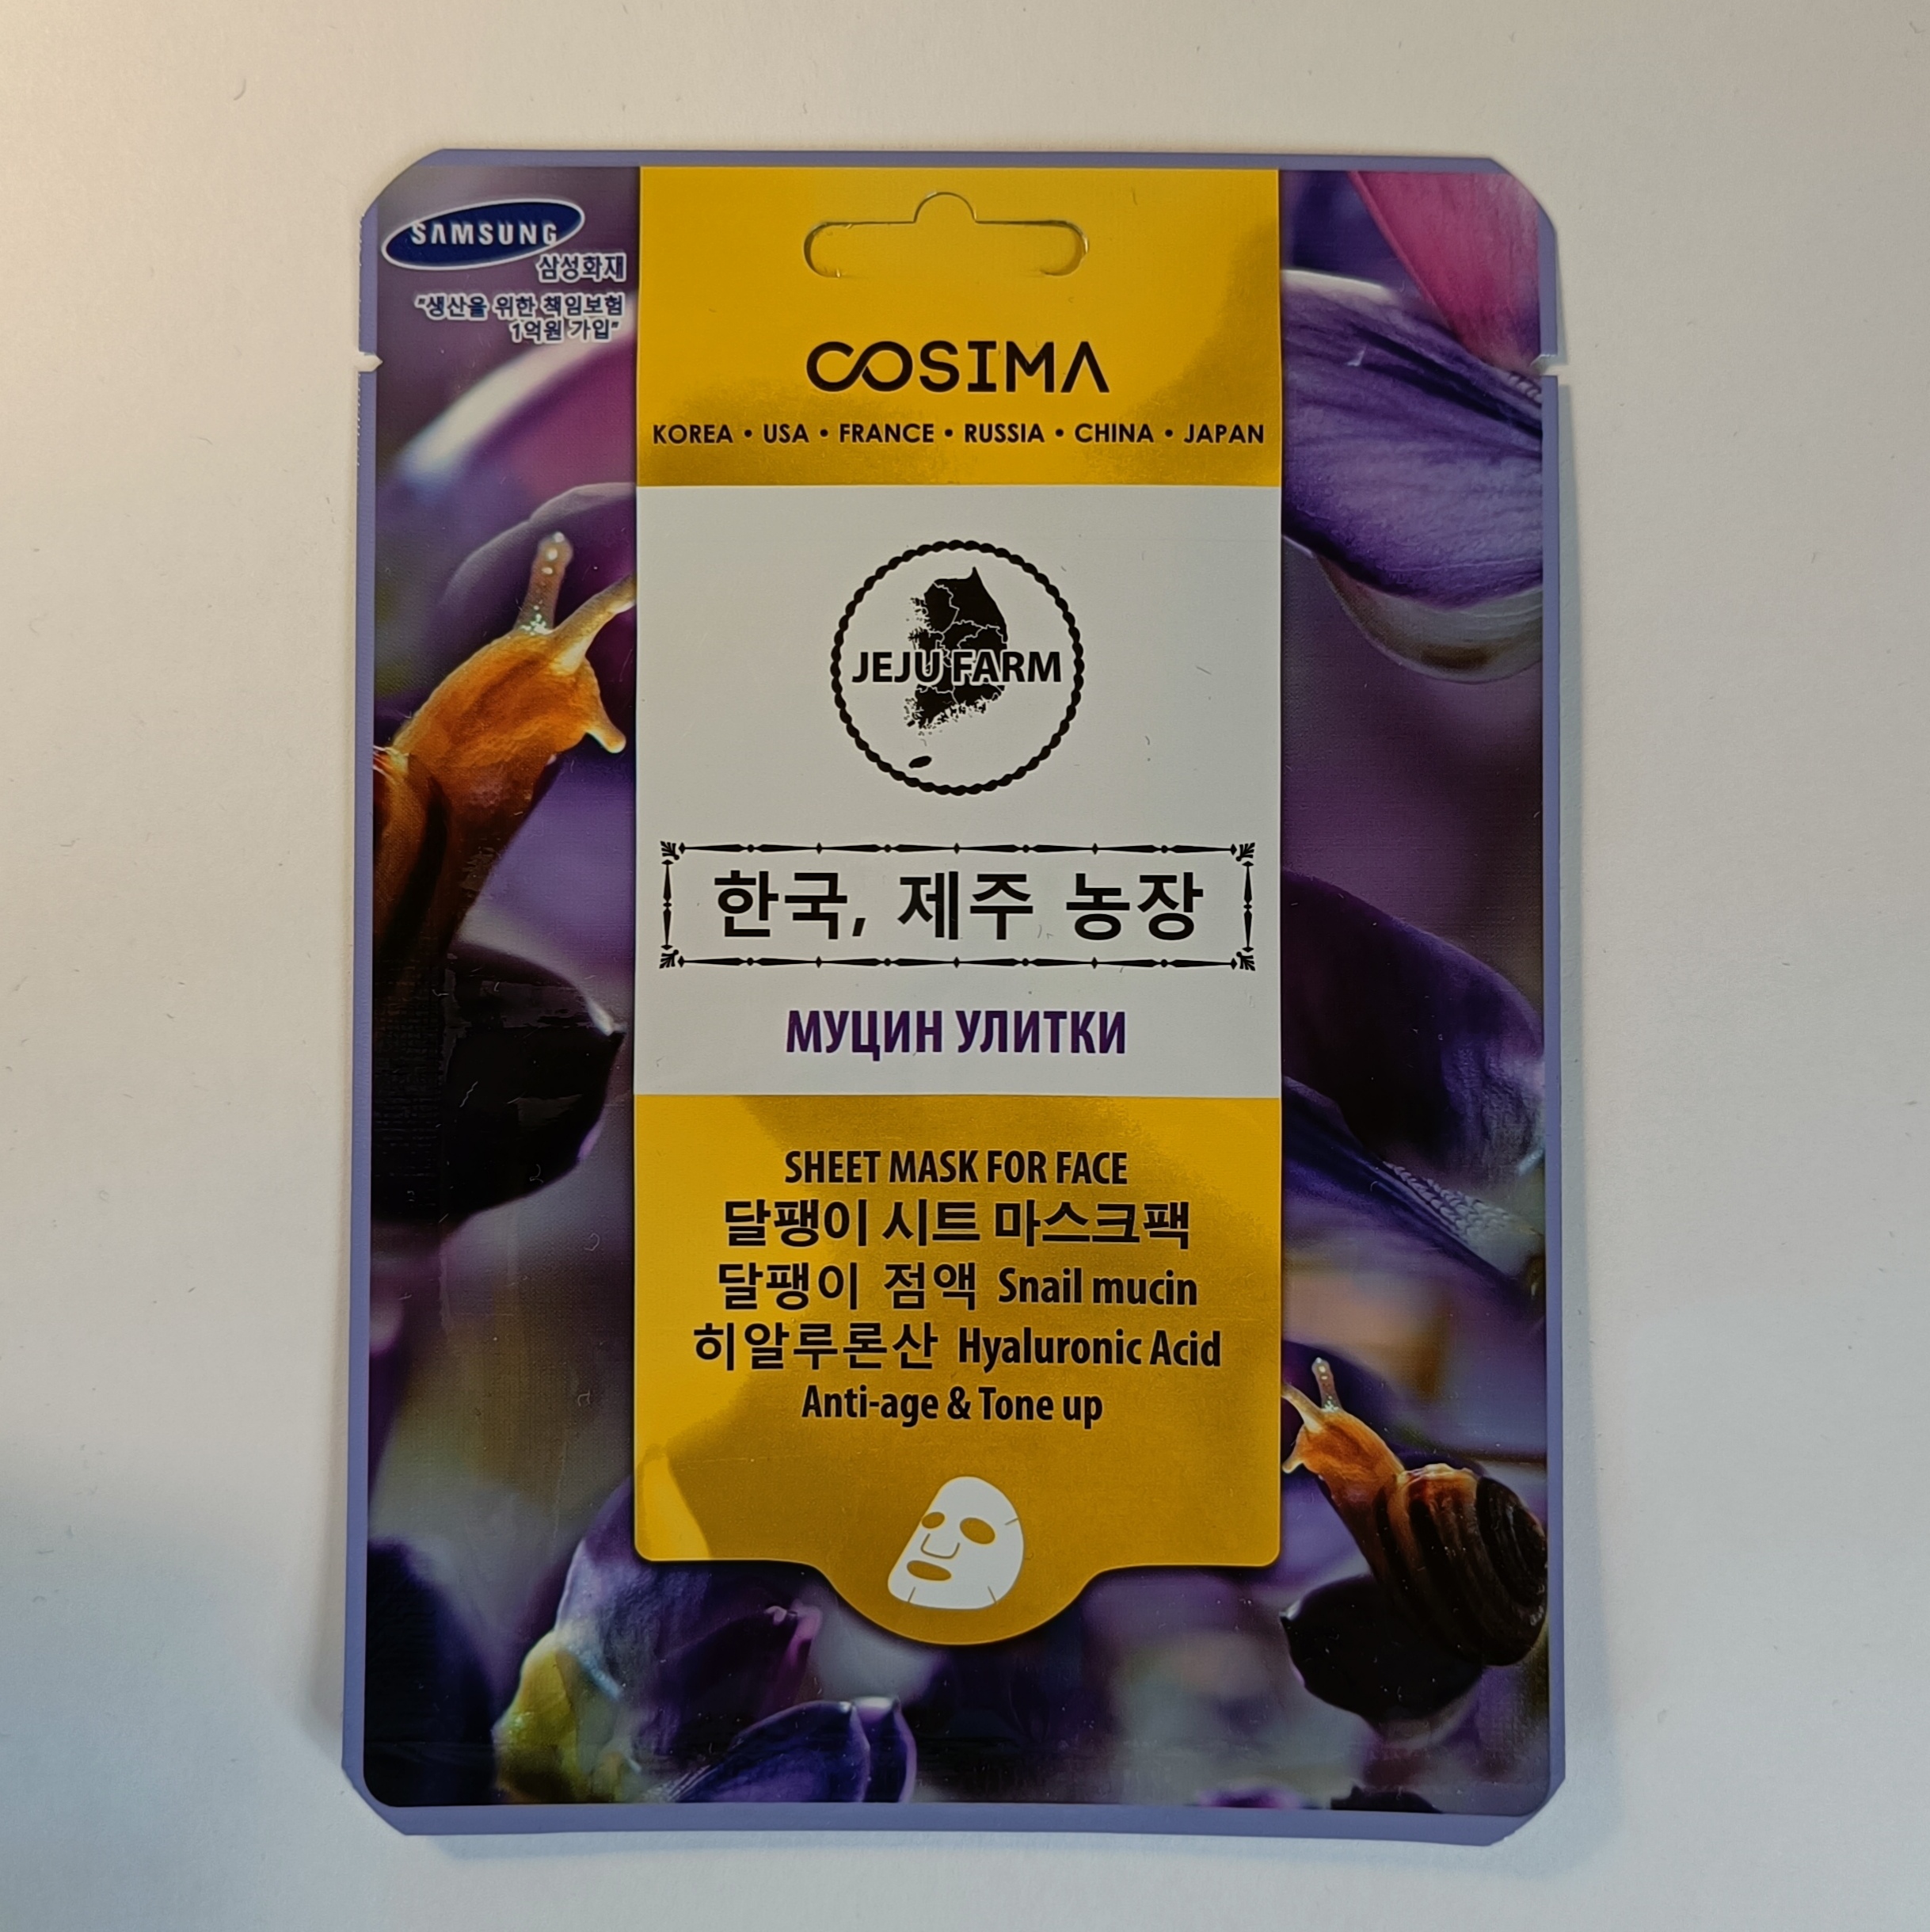 SAMSUNG
삼성화재
"생산을 위한 책임보험
1억원 가입"
COSIMA
KOREA • USA • FRANCE • RUSSIA • CHINA • JAPAN
JEJU FARM
한국, 제주 농장
МУЦИН УЛИТКИ
SHEET MASK FOR FACE
달팽이 시트 마스크팩
달팽이 점액 Snail mucin
히알루론산 Hyaluronic Acid
Anti-age & Tone up